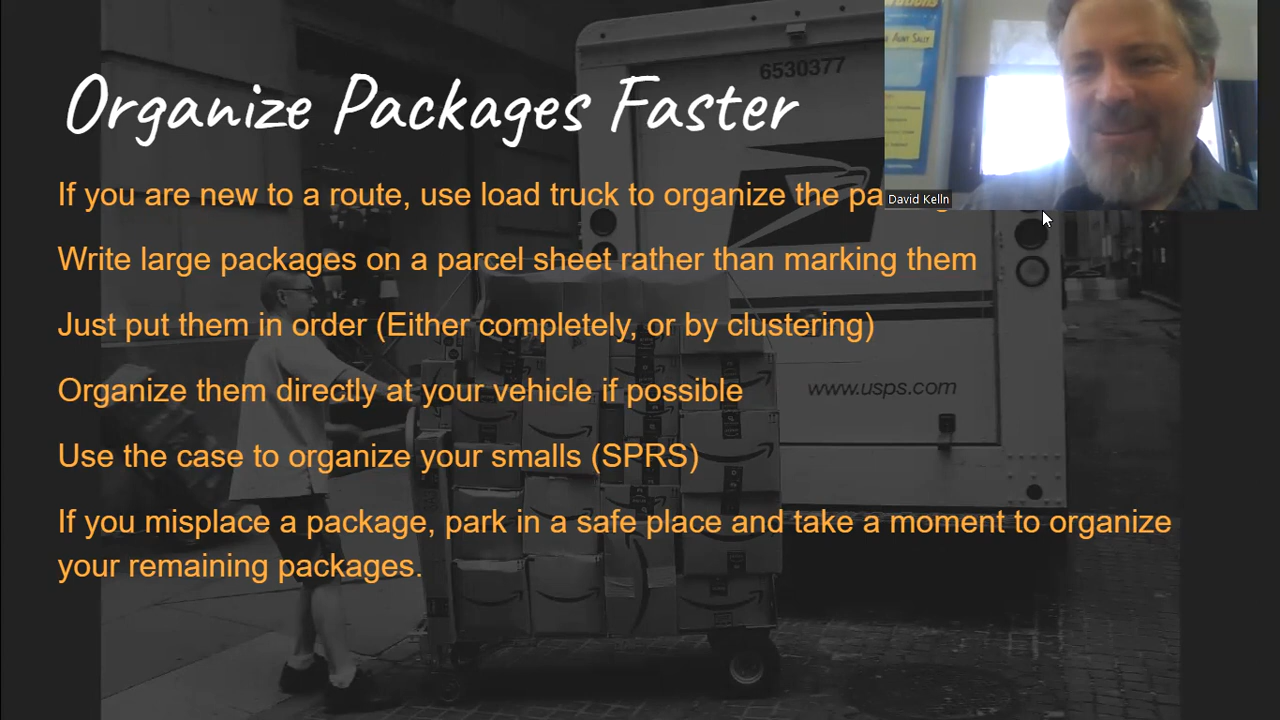 Organize Packages Faster
6530377
If you are new to a route, use load truck to organize the
David Kelln
Write large packages on a parcel sheet rather than marking them
Just put them in order (Either completely, or by clustering)
Organize them directly at your vehicle if possible
www.usps.com
Use the case to organize your smalls (SPRS)
If you misplace a package, park in a safe place and take a moment to organize
your remaining packages.